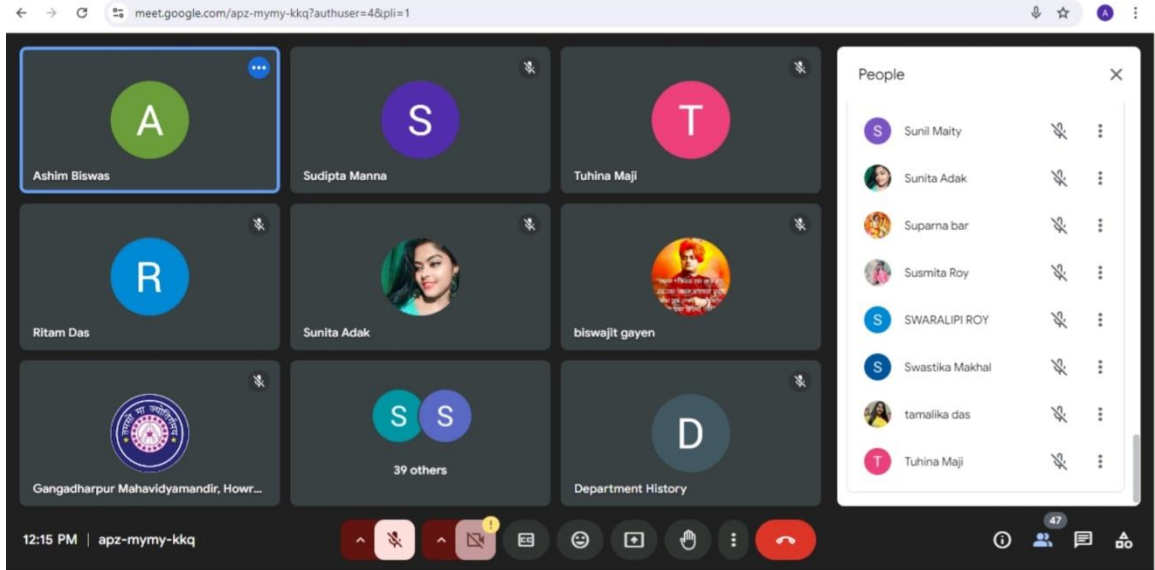 meet.google.com/apz-mymy-kkq?authuser=4&pli=1
A
A
Ashim Biswas
S
Sudipta Manna
T
Tuhina Maji
R
Ritam Das
Sunita Adak
biswajit gayen
Gangadharpur Mahavidyamandir, Howr...
S S
39 others
D
Department History
People
S Sunil Maity
Sunita Adak
Suparna bar
Susmita Roy
S SWARALIPI ROY
S Swastika Makhal
tamalika das
T Tuhina Maji
12:15 PM | apz-mymy-kkq
47